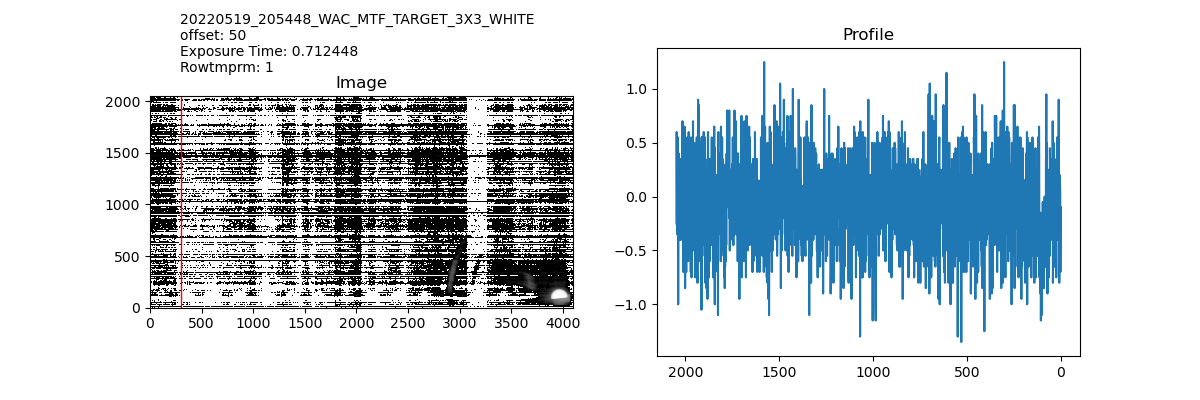 20220519_205448_WAC_MTF_TARGET_3X3_WHITE
offset: 50
Exposure Time: 0.712448
Rowtmprm: 1
Image
2000
1500
1000
500
0
0 500 1000 1500 2000 2500 3000 3500 4000
Profile
1.0
0.5
0.0
−0.5
−1.0
2000 1500 1000 500 0